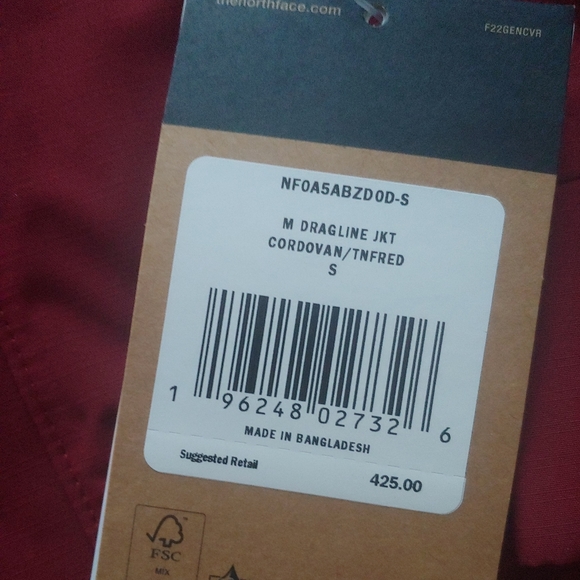 thenorthface.com
F22GENCVR
NF0A5ABZD0D-S
M DRAGLINE JKT
CORDOVAN/TNFRED
S
1 96248 02732 6
MADE IN BANGLADESH
Suggested Retail 425.00
FSC
MIX